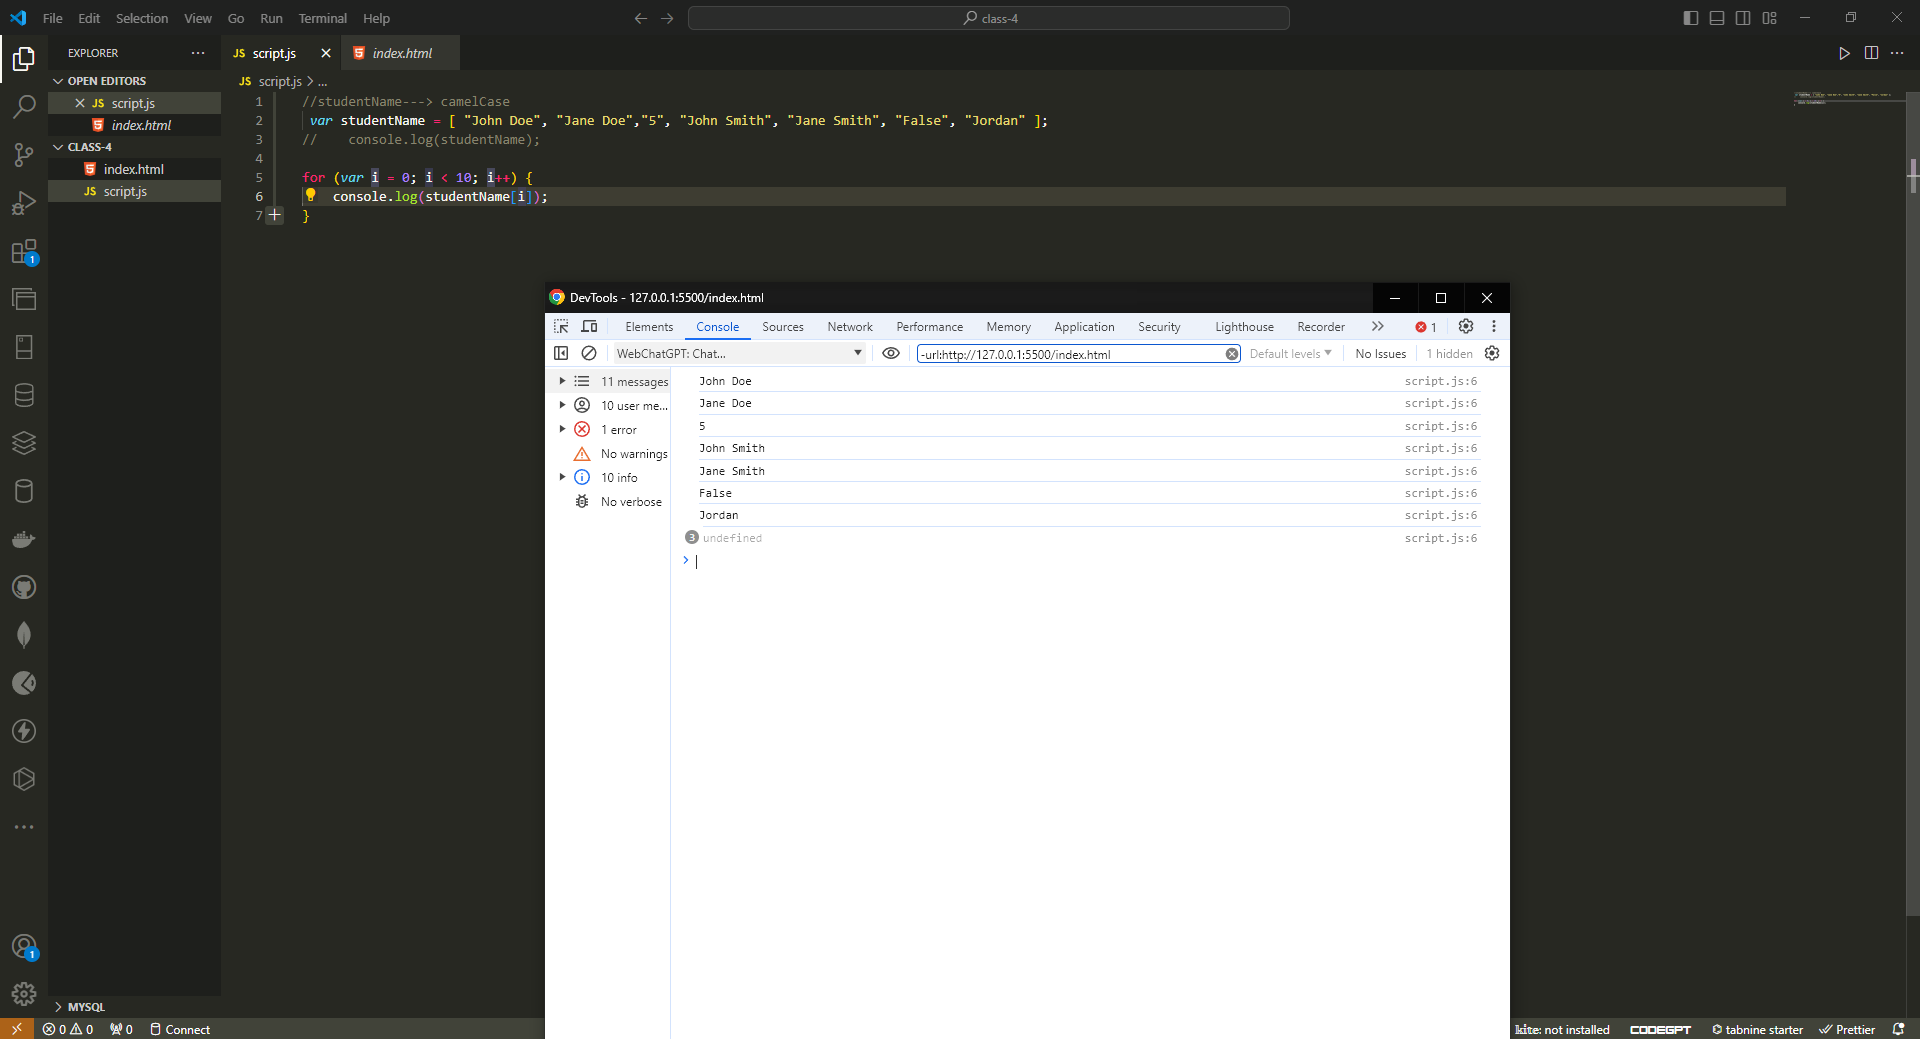 File Edit Selection View Go Run Terminal Help
class-4
EXPLORER
OPEN EDITORS
JS script.js
index.html
CLASS-4
index.html
JS script.js
MYSQL
JS script.js
index.html
JS script.js > ...
1 //studentName---> camelCase
2 var studentName = [ "John Doe", "Jane Doe","5", "John Smith", "Jane Smith", "False", "Jordan" ];
3 //    console.log(studentName);
4
5 for (var i = 0; i < 10; i++) {
6 console.log(studentName[i]);
7 }
DevTools - 127.0.0.1:5500/index.html
Elements Console Sources Network Performance Memory Application Security Lighthouse Recorder 1
WebChatGPT: Chat... -url:http://127.0.0.1:5500/index.html Default levels No Issues 1 hidden
11 messages
10 user me...
1 error
No warnings
10 info
No verbose
John Doe script.js:6
Jane Doe script.js:6
5 script.js:6
John Smith script.js:6
Jane Smith script.js:6
False script.js:6
Jordan script.js:6
3 undefined script.js:6
>
1
1
0 0 0 Connect
kite: not installed CODEGPT tabnine starter Prettier